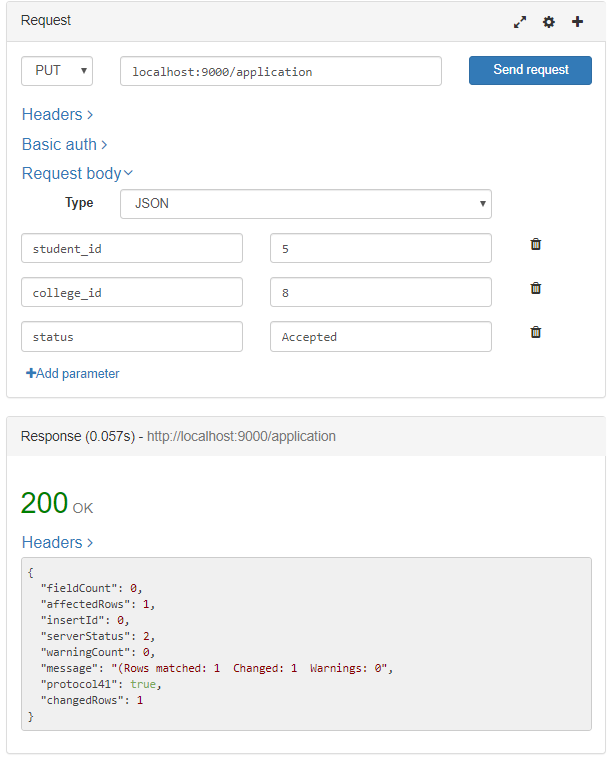 Request
PUT localhost:9000/application Send request
Headers
Basic auth
Request body
Type JSON
student_id 5
college_id 8
status Accepted
Add parameter
Response (0.057s) - http://localhost:9000/application
200 OK
Headers
{
  "fieldCount": 0,
  "affectedRows": 1,
  "insertId": 0,
  "serverStatus": 2,
  "warningCount": 0,
  "message": "(Rows matched: 1  Changed: 1  Warnings: 0",
  "protocol41": true,
  "changedRows": 1
}